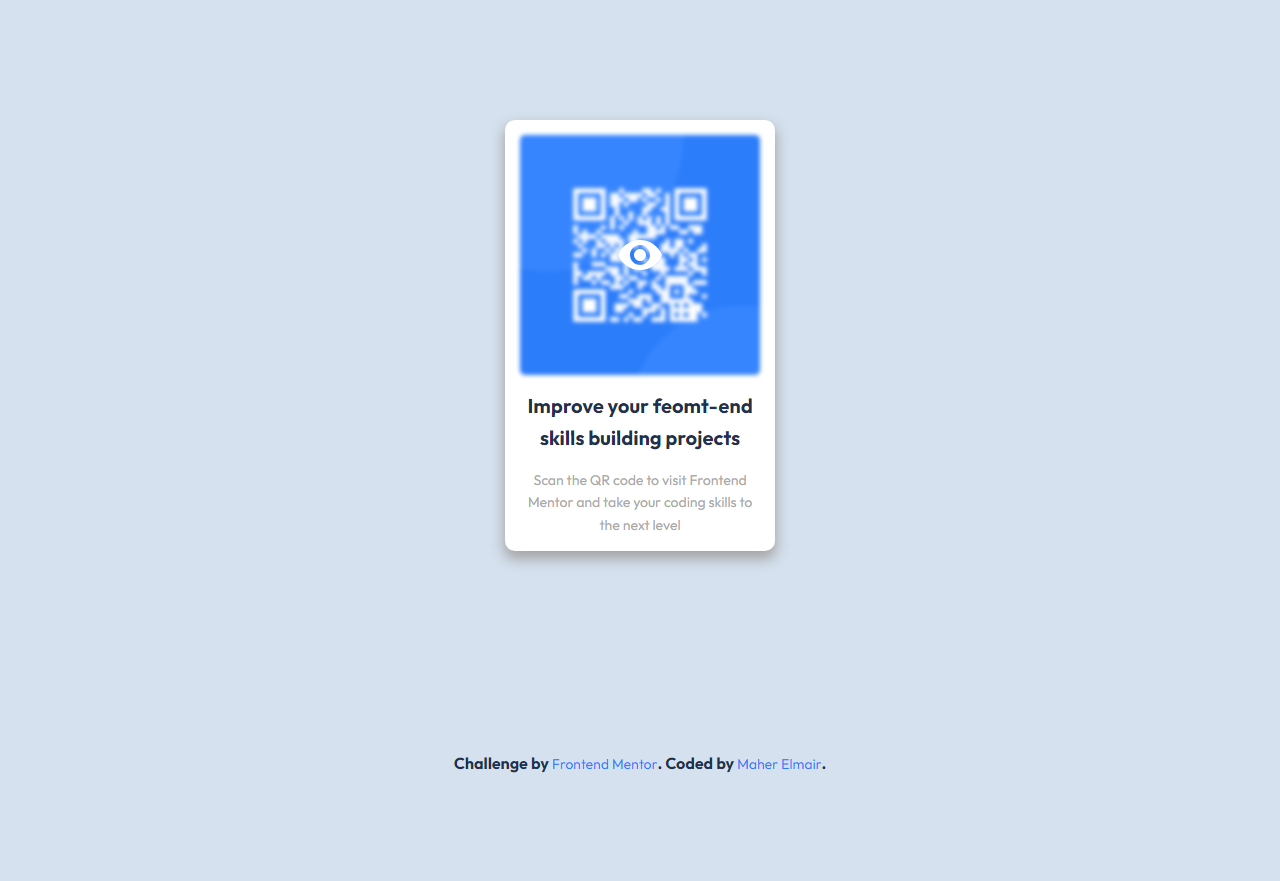 Improve your feomt-end
skills building projects
Scan the QR code to visit Frontend
Mentor and take your coding skills to
the next level
Challenge by Frontend Mentor. Coded by Maher Elmair.